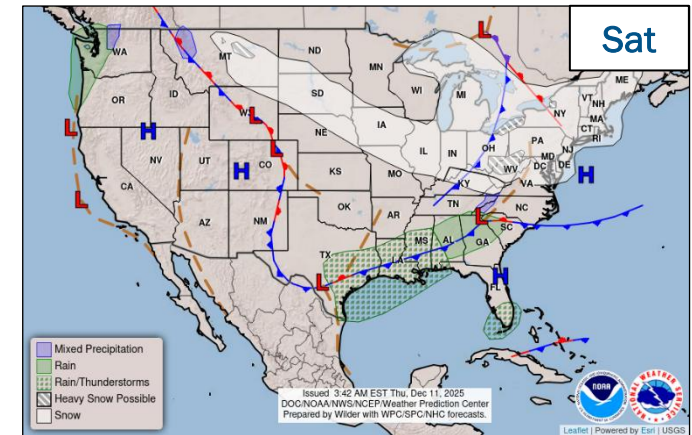 Sat
WA
MT
ND
MN
ME
OR
ID
WY
SD
WI
MI
VT
NH
NY
MA
CT
RI
NE
IA
IL
IN
OH
PA
NJ
MD
DE
DC
WV
VA
NV
UT
CO
KS
MO
KY
CA
AZ
NM
OK
AR
TN
NC
SC
TX
LA
MS
AL
GA
FL
L
L
L
L
L
L
L
H
H
H
H
Mixed Precipitation
Rain
Rain/Thunderstorms
Heavy Snow Possible
Snow
Issued 3:42 AM EST Thu, Dec 11, 2025
DOC/NOAA/NWS/NCEP/Weather Prediction Center
Prepared by Wilder with WPC/SPC/NHC forecasts.
NOAA
NATIONAL WEATHER SERVICE
Leaflet | Powered by Esri | USGS